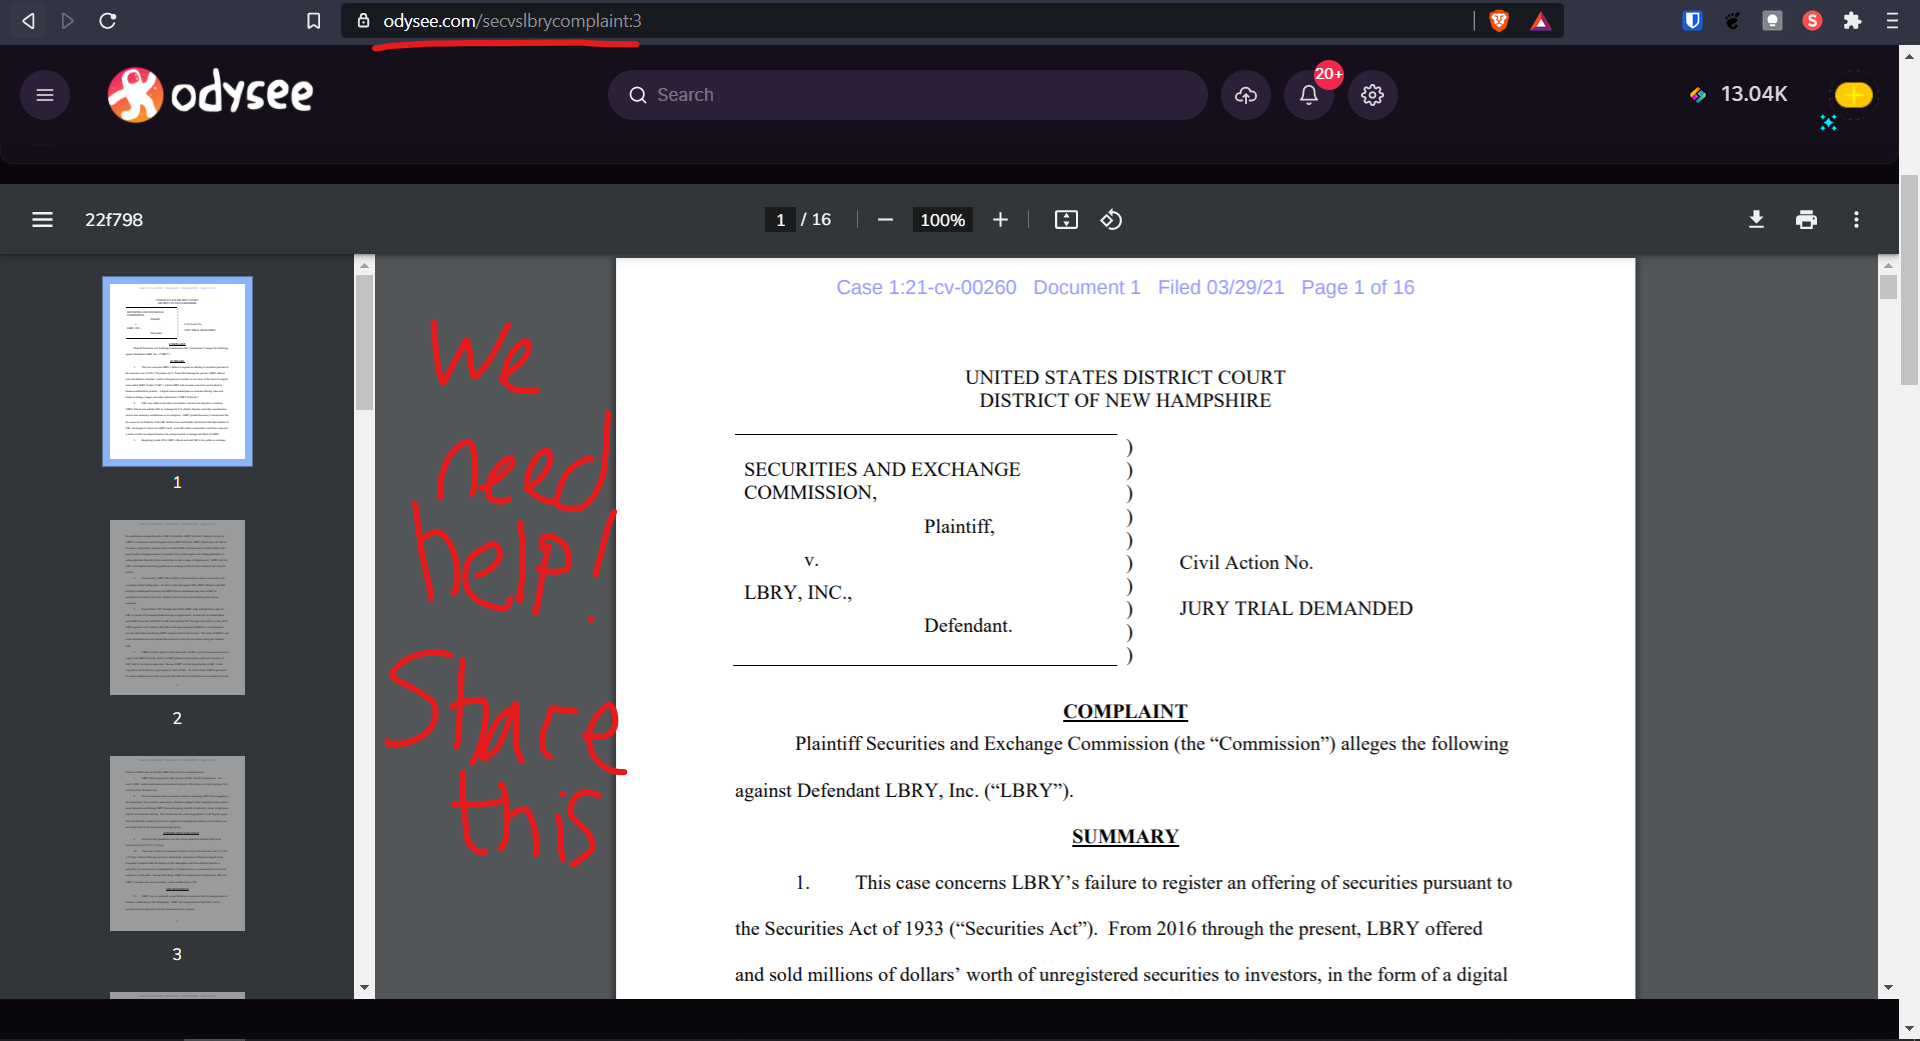 odysee.com/secvslbrycomplaint:3
odysee
Search
20+
13.04K
22f798
1 / 16
100%
1
2
3
We
need
help!
Share
this
Case 1:21-cv-00260 Document 1 Filed 03/29/21 Page 1 of 16
UNITED STATES DISTRICT COURT
DISTRICT OF NEW HAMPSHIRE
SECURITIES AND EXCHANGE
COMMISSION,
Plaintiff,
v.
LBRY, INC.,
Defendant.
)
)
)
)
)
)
)
)
)
)
Civil Action No.
JURY TRIAL DEMANDED
COMPLAINT
Plaintiff Securities and Exchange Commission (the “Commission”) alleges the following
against Defendant LBRY, Inc. (“LBRY”).
SUMMARY
1. This case concerns LBRY’s failure to register an offering of securities pursuant to
the Securities Act of 1933 (“Securities Act”). From 2016 through the present, LBRY offered
and sold millions of dollars’ worth of unregistered securities to investors, in the form of a digital